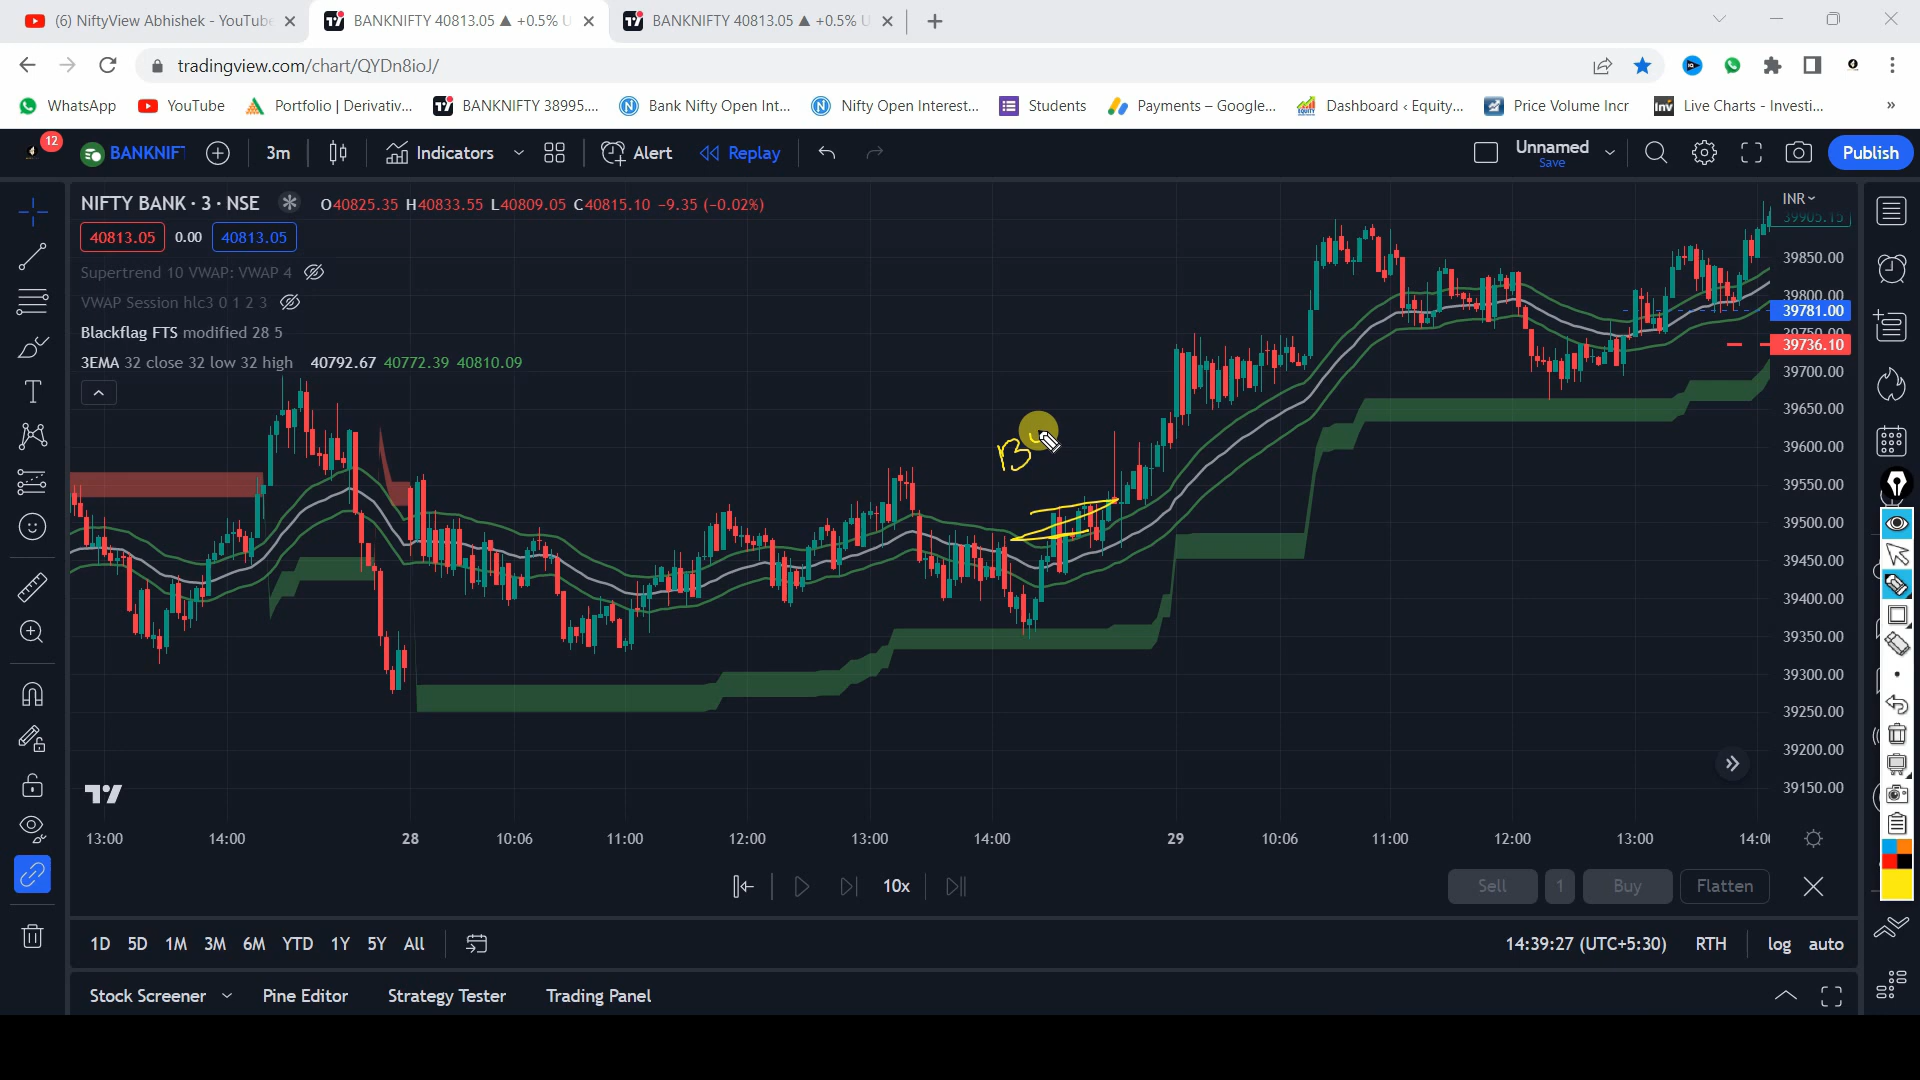 (6) NiftyView Abhishek - YouTube
BANKNIFTY 40813.05 ▲ +0.5% U
BANKNIFTY 40813.05 ▲ +0.5% U
tradingview.com/chart/QYDn8ioJ/
WhatsApp
YouTube
Portfolio | Derivativ...
BANKNIFTY 38995....
Bank Nifty Open Int...
Nifty Open Interest...
Students
Payments – Google...
Dashboard ‹ Equity...
Price Volume Incr
Live Charts - Investi...
»
12
BANKNIFT
3m
Indicators
Alert
Replay
Unnamed
Save
Publish
NIFTY BANK · 3 · NSE
O40825.35 H40833.55 L40809.05 C40815.10 -9.35 (-0.02%)
INR
39905.15
40813.05 0.00 40813.05
Supertrend 10 VWAP: VWAP 4
VWAP Session hlc3 0 1 2 3
Blackflag FTS modified 28 5
3EMA 32 close 32 low 32 high 40792.67 40772.39 40810.09
39850.00
39800.00
39781.00
39750.00
39736.10
39700.00
39650.00
39600.00
39550.00
39500.00
39450.00
39400.00
39350.00
39300.00
39250.00
39200.00
39150.00
B
13:00 14:00 28 10:06 11:00 12:00 13:00 14:00 29 10:06 11:00 12:00 13:00 14:00
10x
Sell 1 Buy Flatten
1D 5D 1M 3M 6M YTD 1Y 5Y All
14:39:27 (UTC+5:30) RTH log auto
Stock Screener Pine Editor Strategy Tester Trading Panel